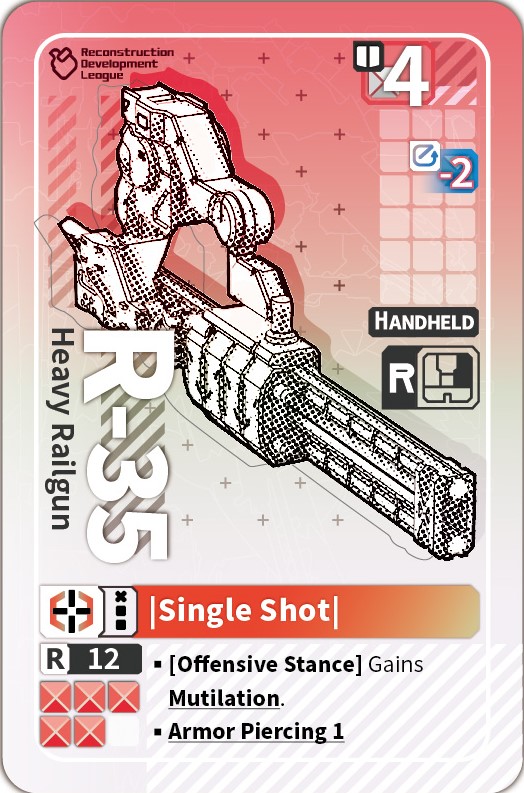 Reconstruction
Development
League
4
-2
HANDHELD
R
R-35
Heavy Railgun
|Single Shot|
R 12
▪ [Offensive Stance] Gains
Mutilation.
▪ Armor Piercing 1